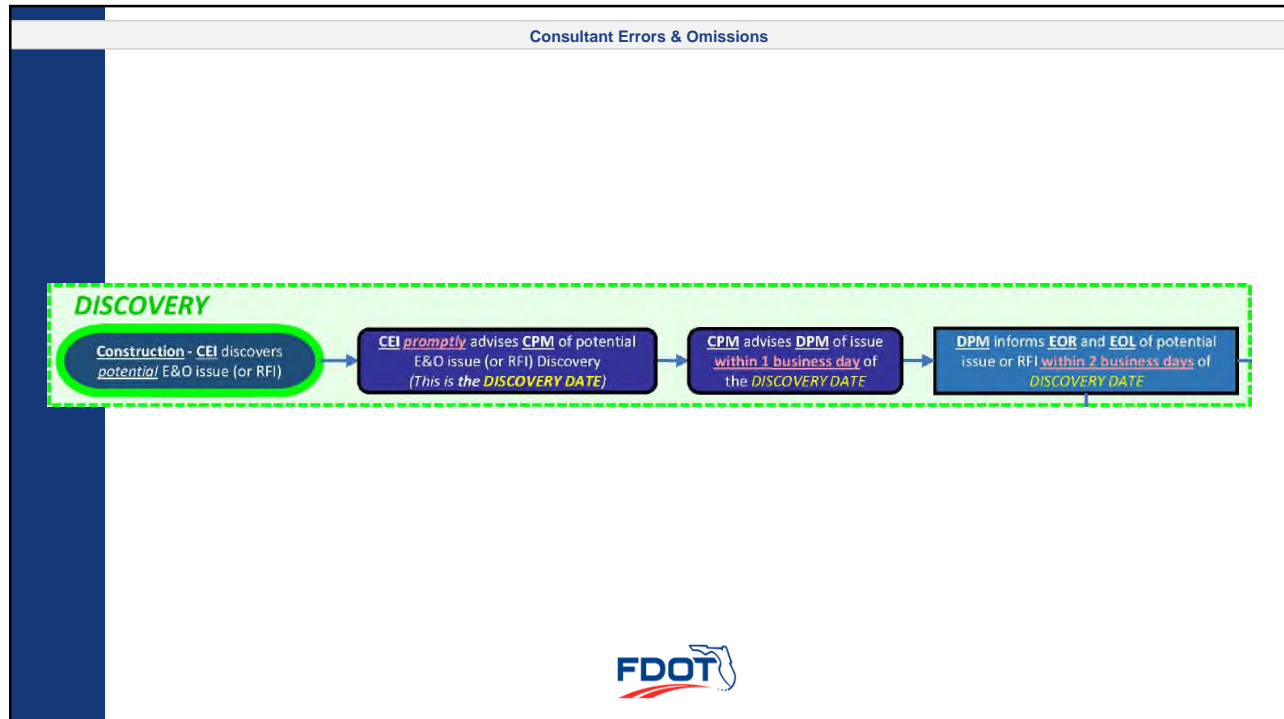 Consultant Errors & Omissions
DISCOVERY
Construction - CEI discovers
potential E&O issue (or RFI)
CEI promptly advises CPM of potential
E&O issue (or RFI) Discovery
(This is the DISCOVERY DATE)
CPM advises DPM of issue
within 1 business day of
the DISCOVERY DATE
DPM informs EOR and EOL of potential
issue or RFI within 2 business days of
DISCOVERY DATE
FDOT